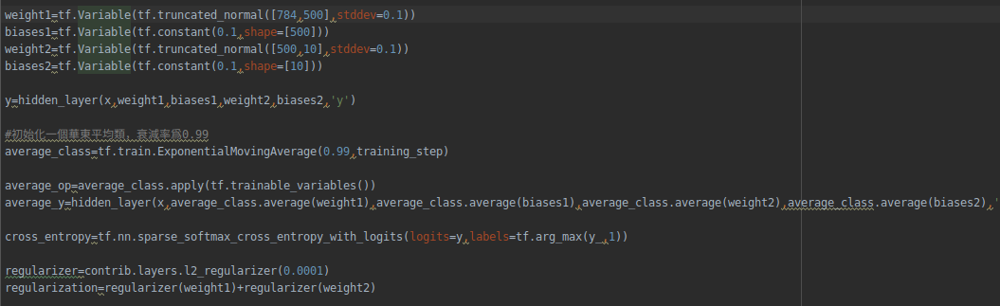 weight1=tf.Variable(tf.truncated_normal([784,500],stddev=0.1))
biases1=tf.Variable(tf.constant(0.1,shape=[500]))
weight2=tf.Variable(tf.truncated_normal([500,10],stddev=0.1))
biases2=tf.Variable(tf.constant(0.1,shape=[10]))
y=hidden_layer(x,weight1,biases1,weight2,biases2,'y')
#初始化一個華東平均類，衰減率爲0.99
average_class=tf.train.ExponentialMovingAverage(0.99,training_step)
average_op=average_class.apply(tf.trainable_variables())
average_y=hidden_layer(x,average_class.average(weight1),average_class.average(biases1),average_class.average(weight2),average_class.average(biases2),'
cross_entropy=tf.nn.sparse_softmax_cross_entropy_with_logits(logits=y,labels=tf.arg_max(y_,1))
regularizer=contrib.layers.l2_regularizer(0.0001)
regularization=regularizer(weight1)+regularizer(weight2)